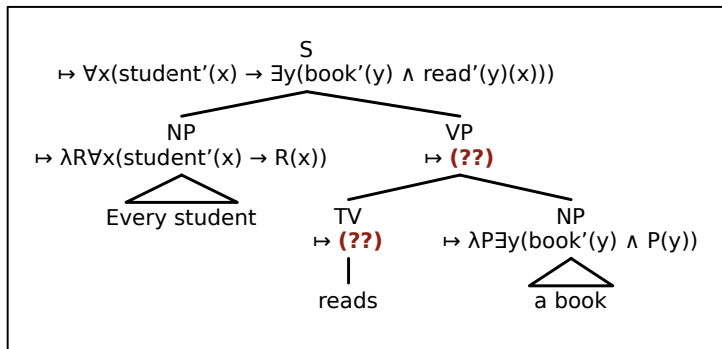 S
↦ ∀x(student’(x) → ∃y(book’(y) ∧ read’(y)(x)))
NP VP
↦ λR∀x(student’(x) → R(x)) ↦ (??)
Every student
TV NP
↦ (??) ↦ λP∃y(book’(y) ∧ P(y))
reads a book